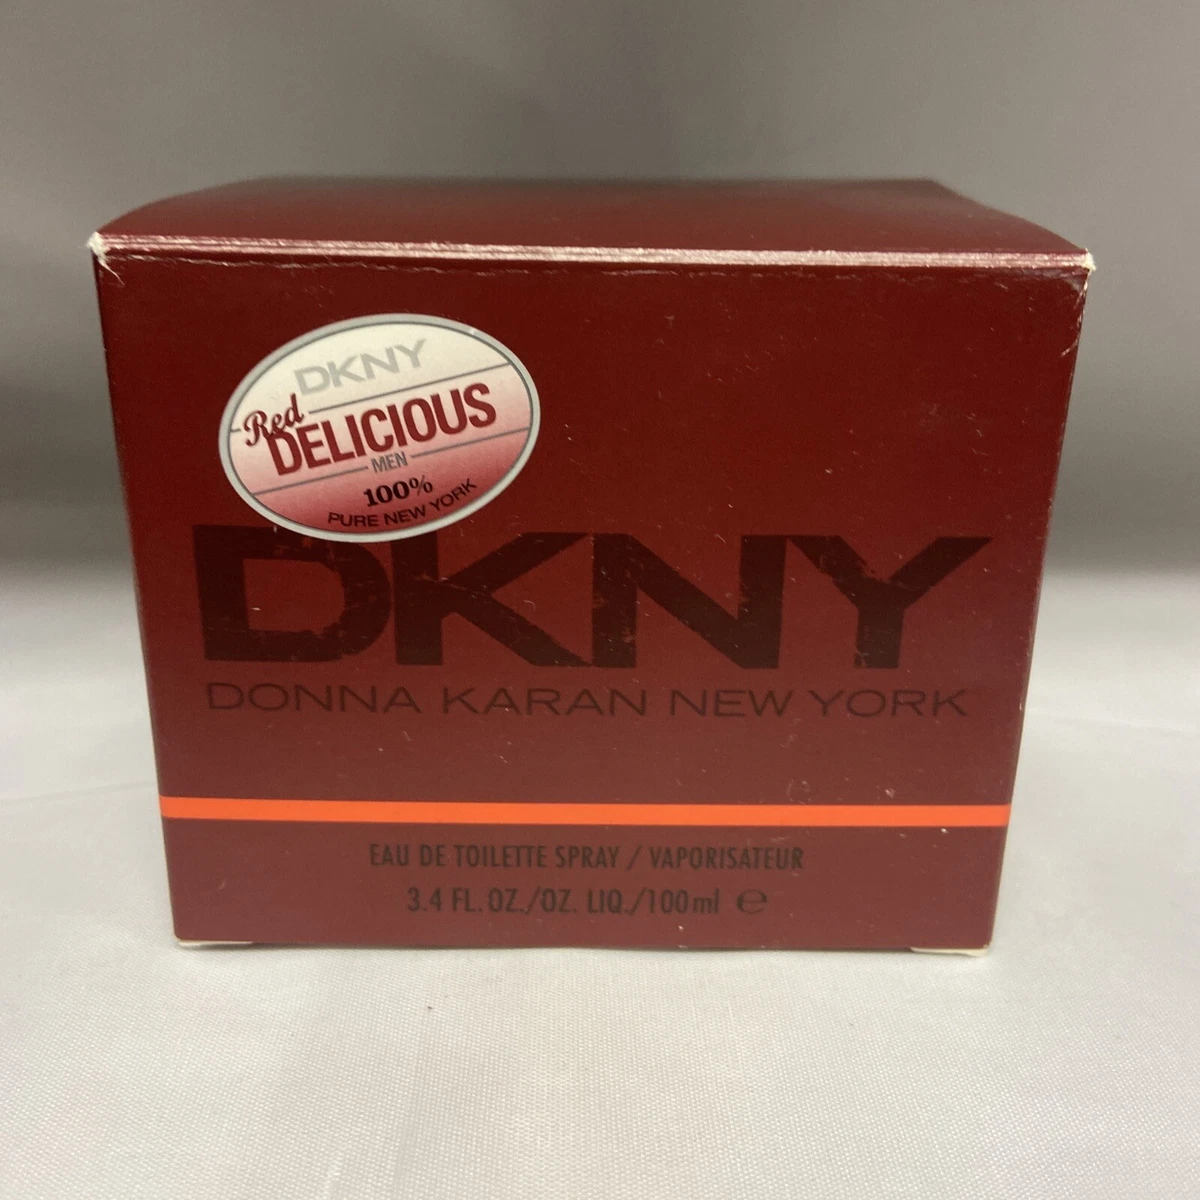 DKNY
Red
DELICIOUS
MEN
100%
PURE NEW YORK
DKNY
DONNA KARAN NEW YORK
EAU DE TOILETTE SPRAY / VAPORISATEUR
3.4 FL. OZ./OZ. LIQ./100ml ℮